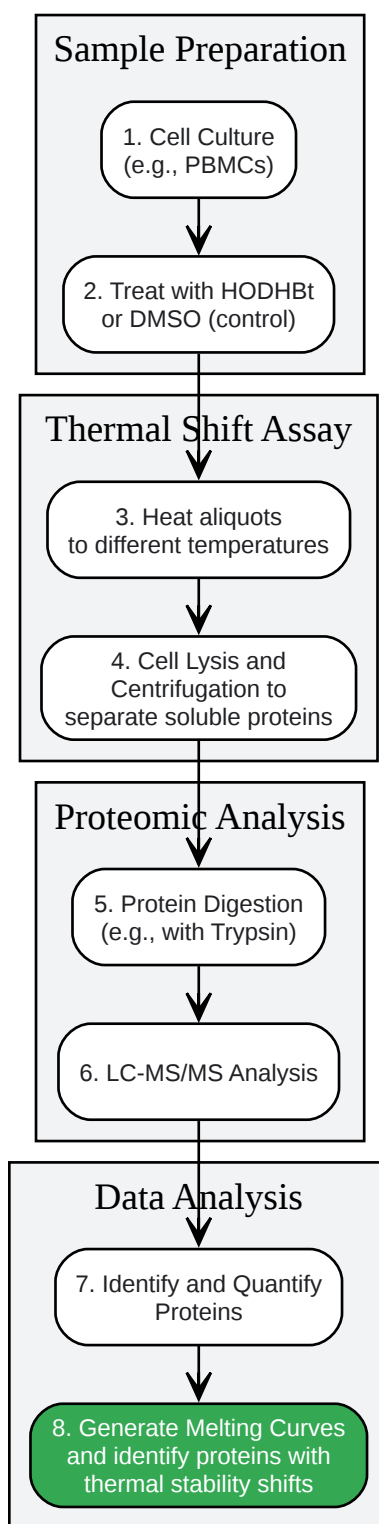 Sample Preparation
1. Cell Culture
(e.g., PBMCs)
2. Treat with HODHBt
or DMSO (control)
Thermal Shift Assay
3. Heat aliquots
to different temperatures
4. Cell Lysis and
Centrifugation to
separate soluble proteins
Proteomic Analysis
5. Protein Digestion
(e.g., with Trypsin)
6. LC-MS/MS Analysis
Data Analysis
7. Identify and Quantify
Proteins
8. Generate Melting Curves
and identify proteins with
thermal stability shifts